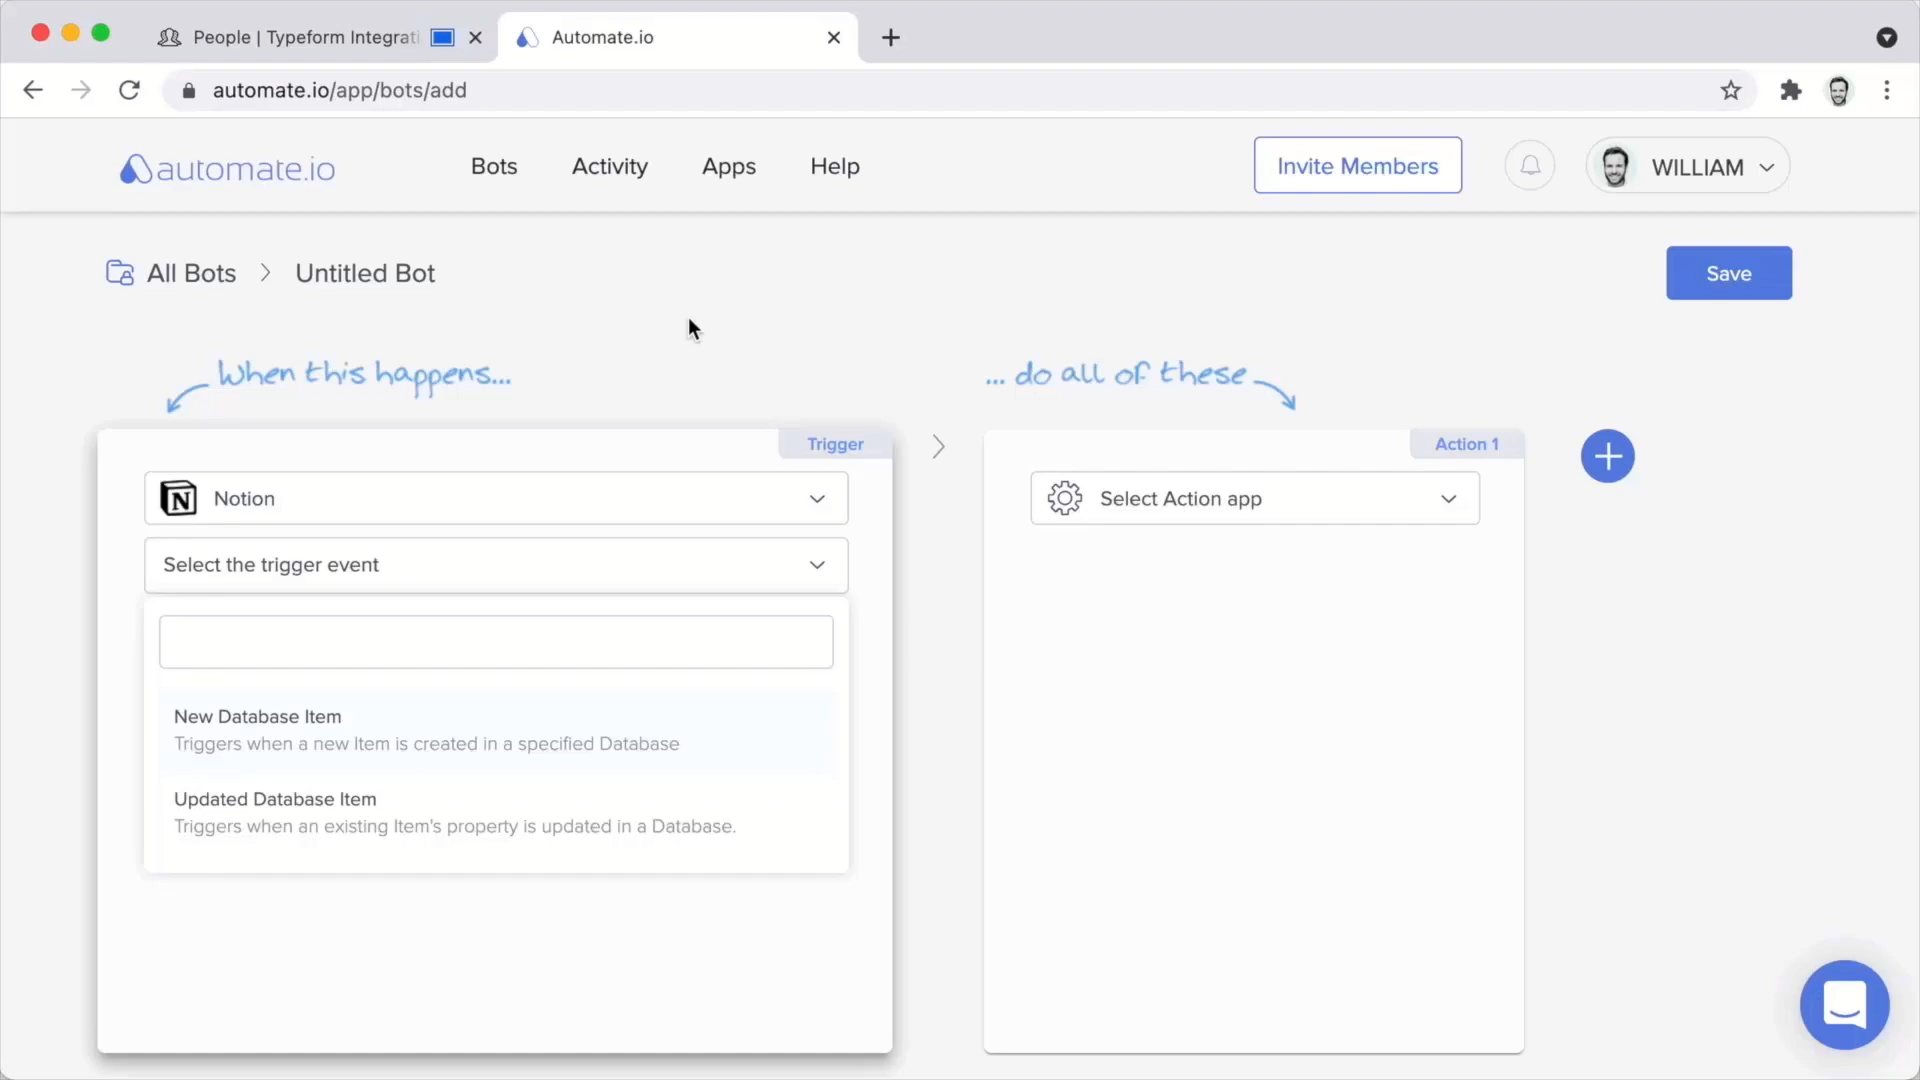 People | Typeform Integrati
Automate.io
automate.io/app/bots/add
automate.io
Bots
Activity
Apps
Help
Invite Members
WILLIAM
All Bots > Untitled Bot
Save
When this happens...
... do all of these
Trigger
Action 1
Notion
Select Action app
Select the trigger event
New Database Item
Triggers when a new Item is created in a specified Database
Updated Database Item
Triggers when an existing Item's property is updated in a Database.